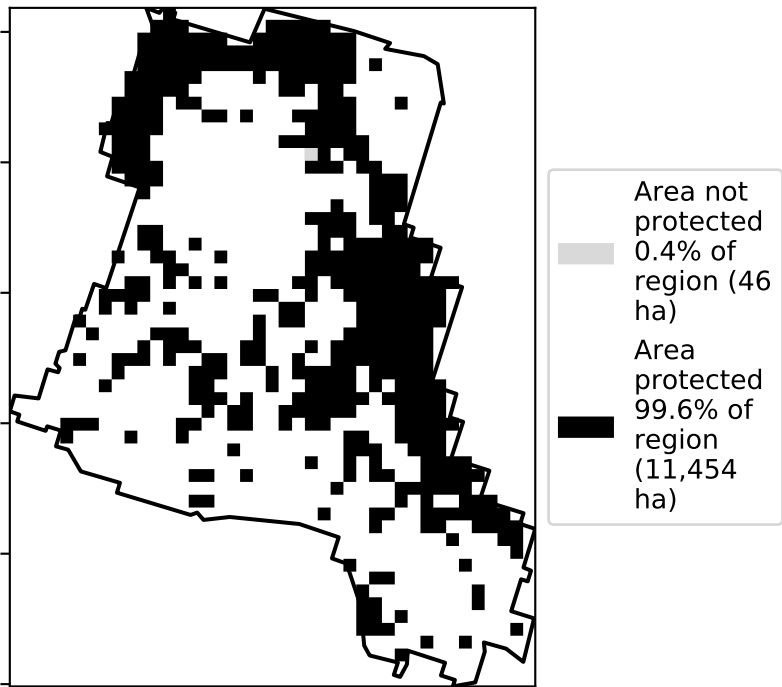 Area not
protected
0.4% of
region (46
ha)
Area
protected
99.6% of
region
(11,454
ha)